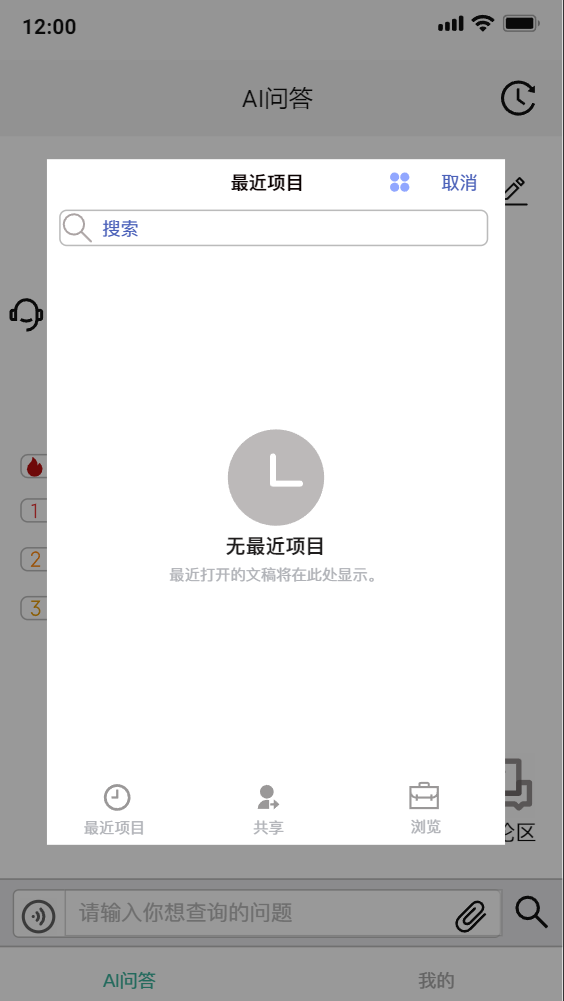 12:00
AI问答
最近项目
取消
搜索
1
2
3
无最近项目
最近打开的文稿将在此处显示。
最近项目
共享
浏览
论区
请输入你想查询的问题
AI问答
我的